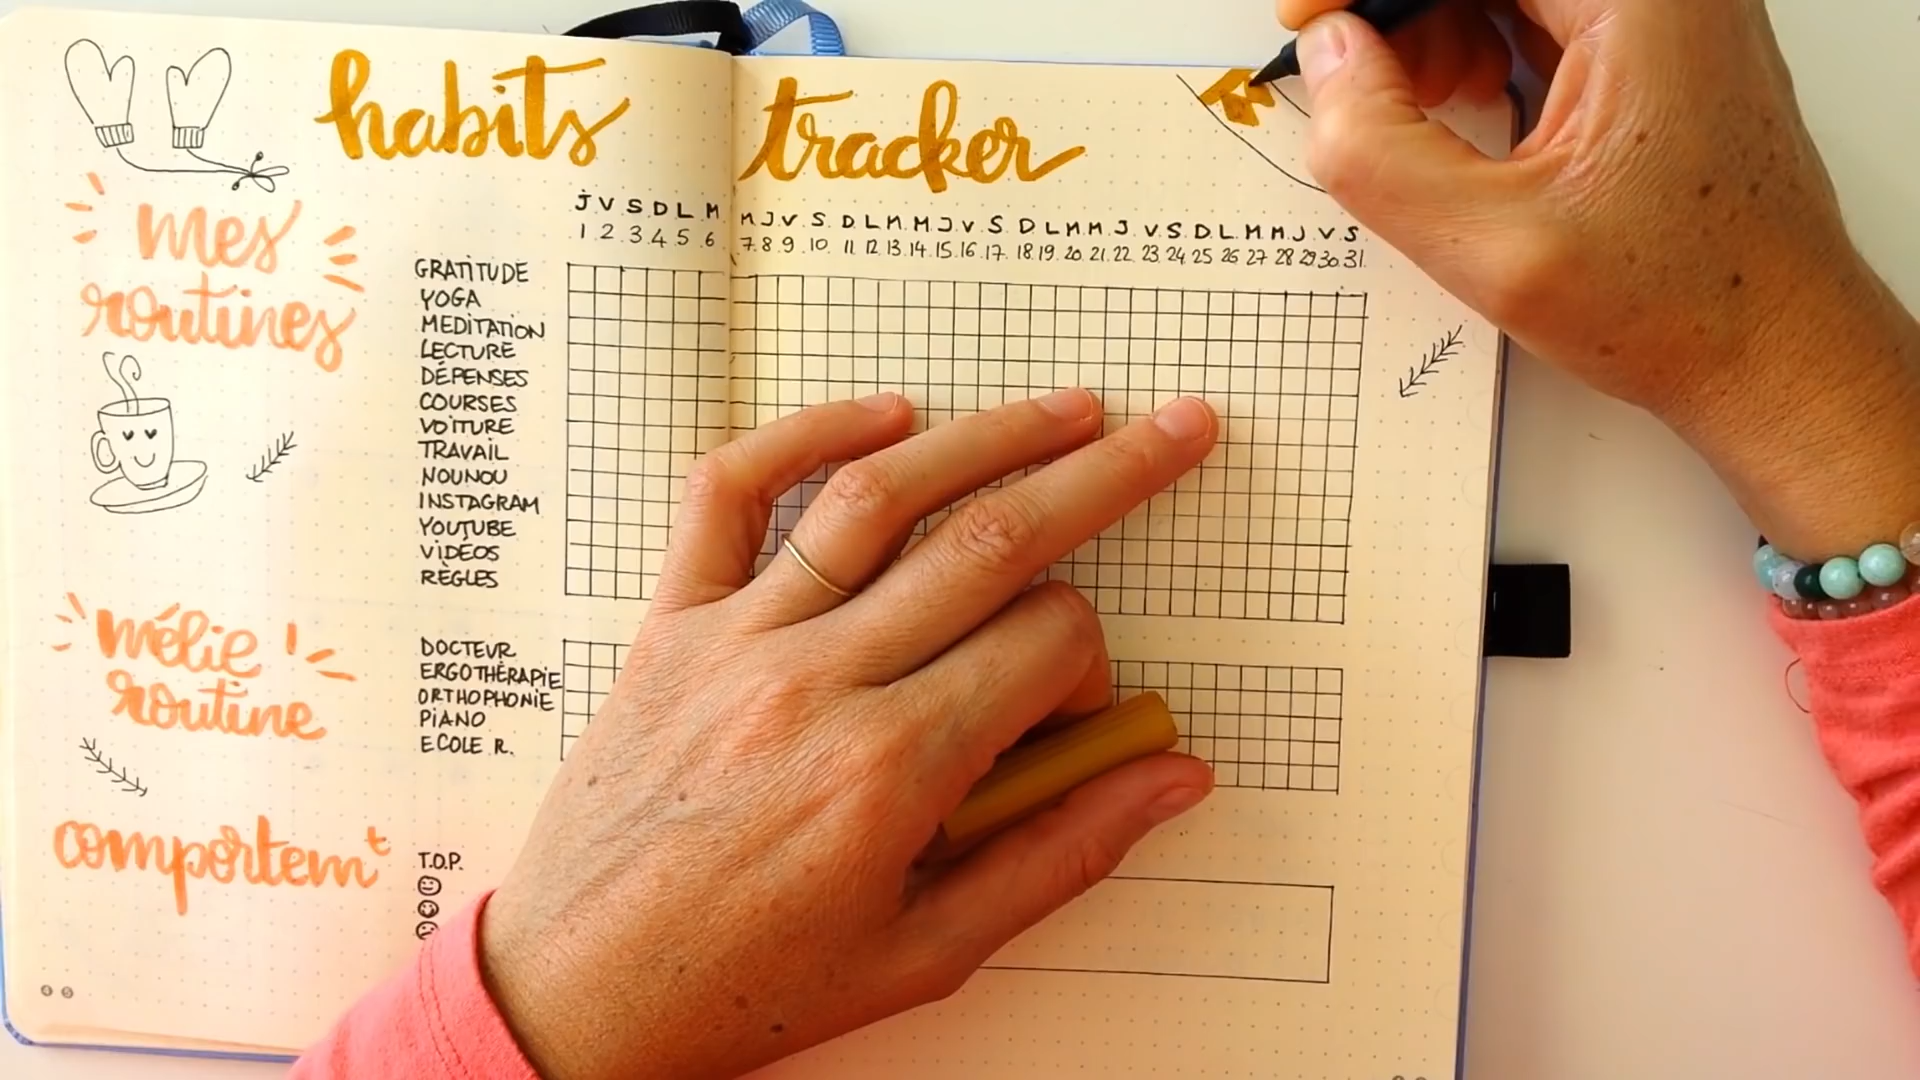 habits tracker
mes
routines
J V S D L M M J V S D L M M J V S D L M M J V S D L M M J V S
1 2 3 4 5 6 7 8 9 10 11 12 13 14 15 16 17 18 19 20 21 22 23 24 25 26 27 28 29 30 31
GRATITUDE
YOGA
MEDITATION
LECTURE
DÉPENSES
COURSES
VOITURE
TRAVAIL
NOUNOU
INSTAGRAM
YOUTUBE
VIDÉOS
RÈGLES
mélie
routine
DOCTEUR
ERGOTHÉRAPIE
ORTHOPHONIE
PIANO
ECOLE R.
comportemt
T.O.P.
45